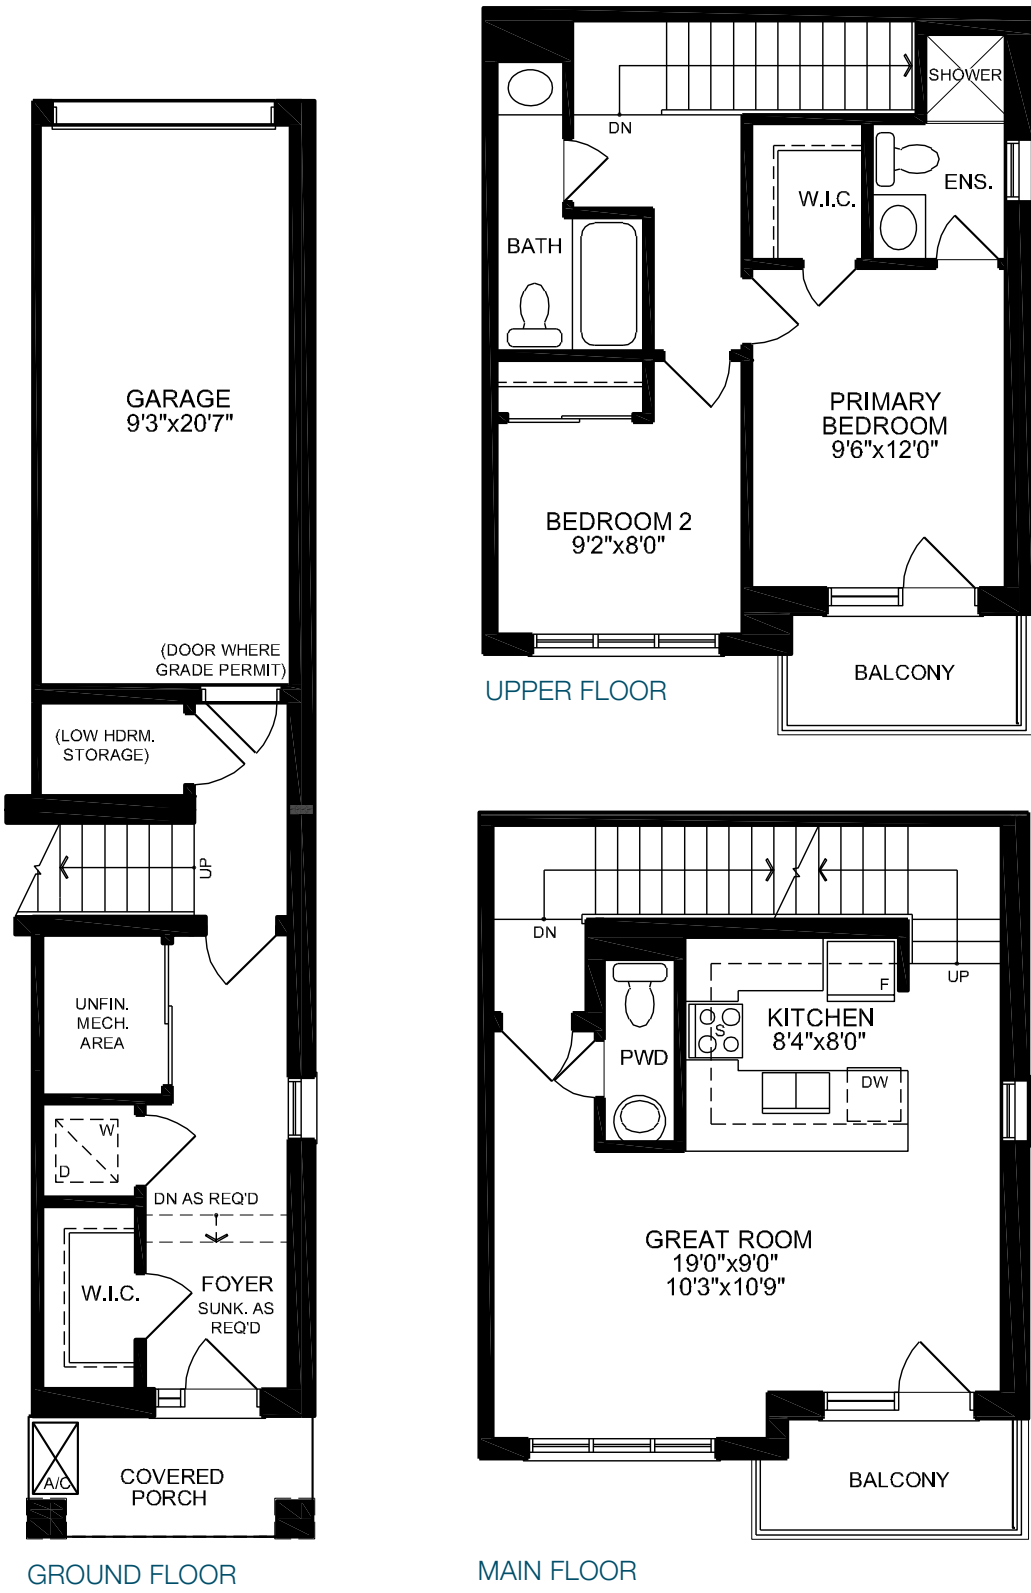 GARAGE
9'3"x20'7"
(DOOR WHERE
GRADE PERMIT)
(LOW HDRM.
STORAGE)
UP
UNFIN.
MECH.
AREA
W
D
DN AS REQ'D
W.I.C.
FOYER
SUNK. AS
REQ'D
A/C
COVERED
PORCH
GROUND FLOOR
SHOWER
DN
W.I.C.
ENS.
BATH
PRIMARY
BEDROOM
9'6"x12'0"
BEDROOM 2
9'2"x8'0"
BALCONY
UPPER FLOOR
DN
UP
F
S
KITCHEN
8'4"x8'0"
PWD
DW
GREAT ROOM
19'0"x9'0"
10'3"x10'9"
BALCONY
MAIN FLOOR